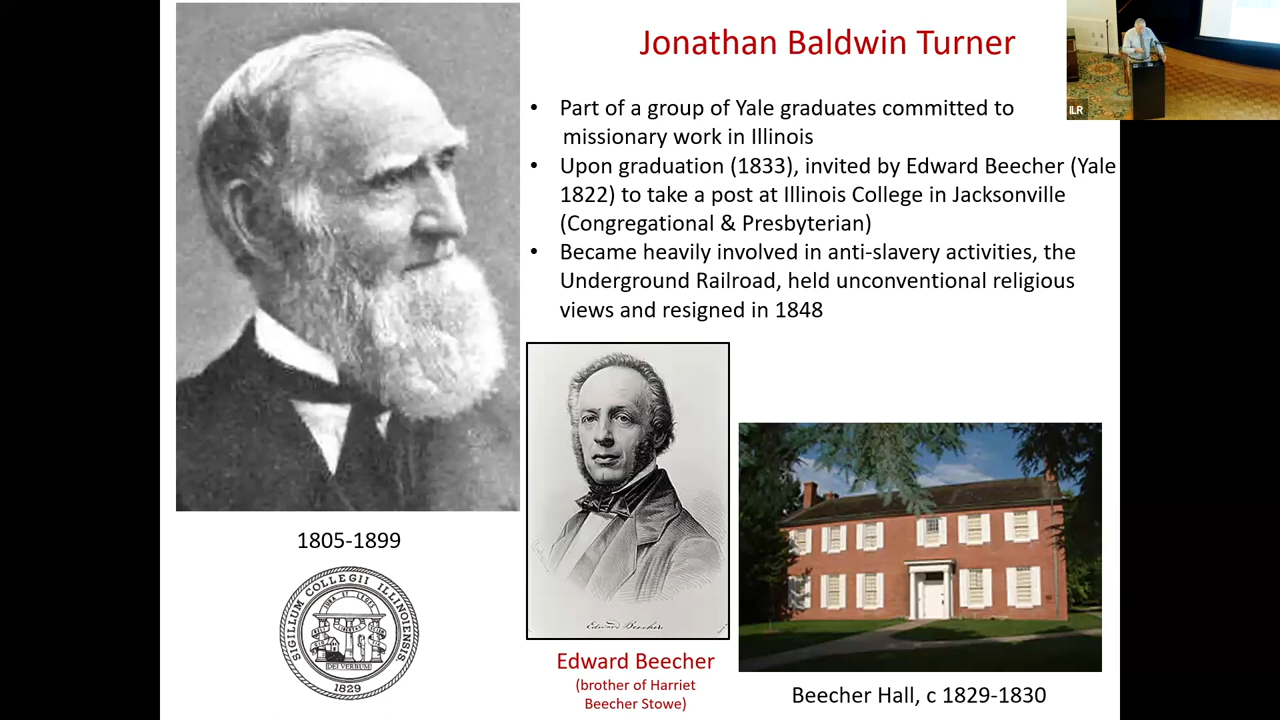 Jonathan Baldwin Turner
ILR
• Part of a group of Yale graduates committed to
missionary work in Illinois
• Upon graduation (1833), invited by Edward Beecher (Yale
1822) to take a post at Illinois College in Jacksonville
(Congregational & Presbyterian)
• Became heavily involved in anti-slavery activities, the
Underground Railroad, held unconventional religious
views and resigned in 1848
1805-1899
SIGILLUM COLLEGII ILLINOIENSIS
DEI VERBUM
1829
Edward Beecher
Edward Beecher
(brother of Harriet
Beecher Stowe)
Beecher Hall, c 1829-1830